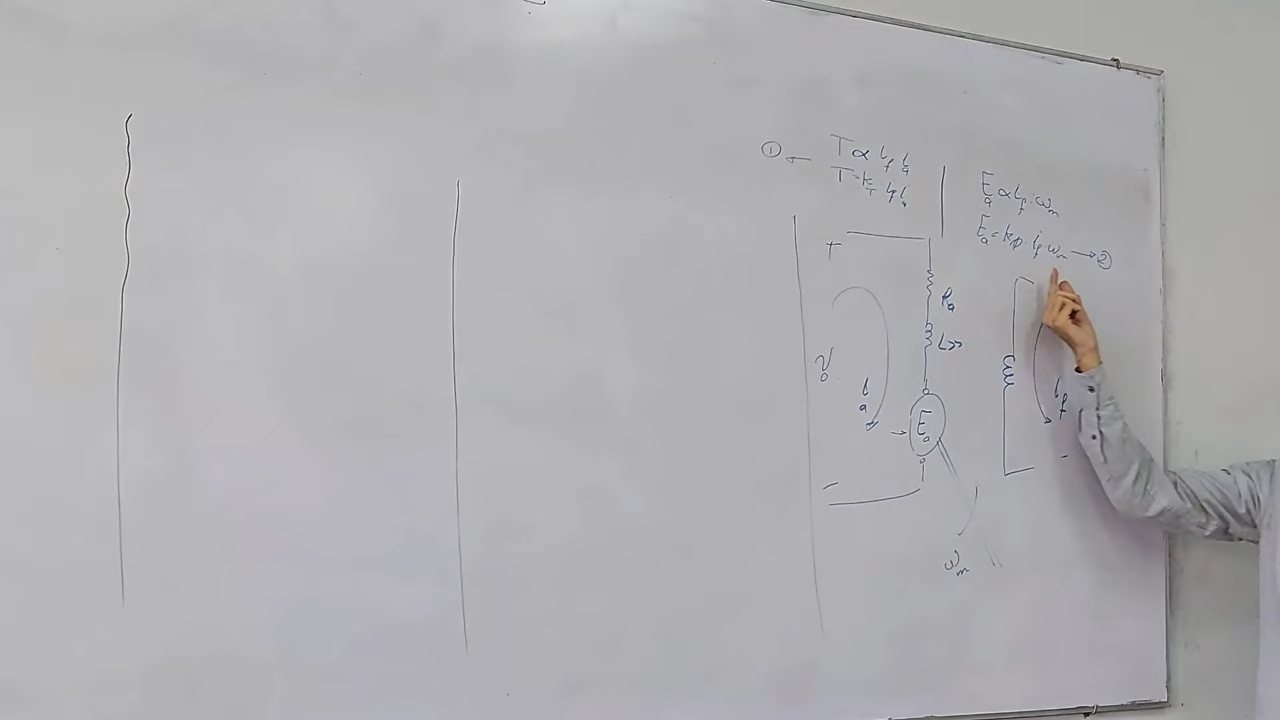 ① ← T ∝ i_f i_a
T = K_T i_f i_a
E_a ∝ i_f · ω_m
E_a = Kφ · i_f ω_m → ②
+
R_a
L>>
v_o
i_a
E_a
i_f
-
-
ω_m